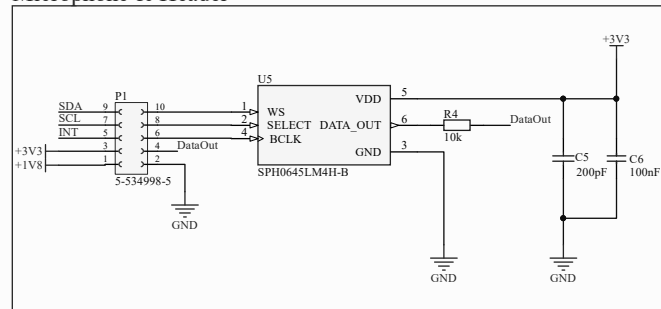 +3V3
U5
P1
VDD 5
SDA 9 10 1 WS
SCL 7 8 2 SELECT DATA_OUT 6 R4 DataOut
INT 5 6 4 BCLK 10k
+3V3 3 4 DataOut
GND 3
+1V8 1 2
C5 C6
200pF 100nF
5-534998-5 SPH0645LM4H-B
GND
GND GND